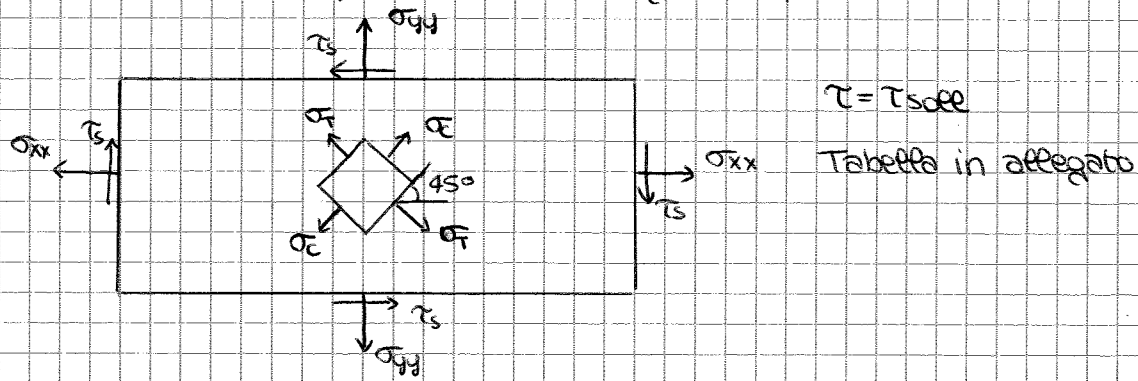 σyy
τs
τ = τsoll
σT
σC
τs
σxx
σxx
Tabella in allegato
45°
τs
σC
σT
τs
σyy